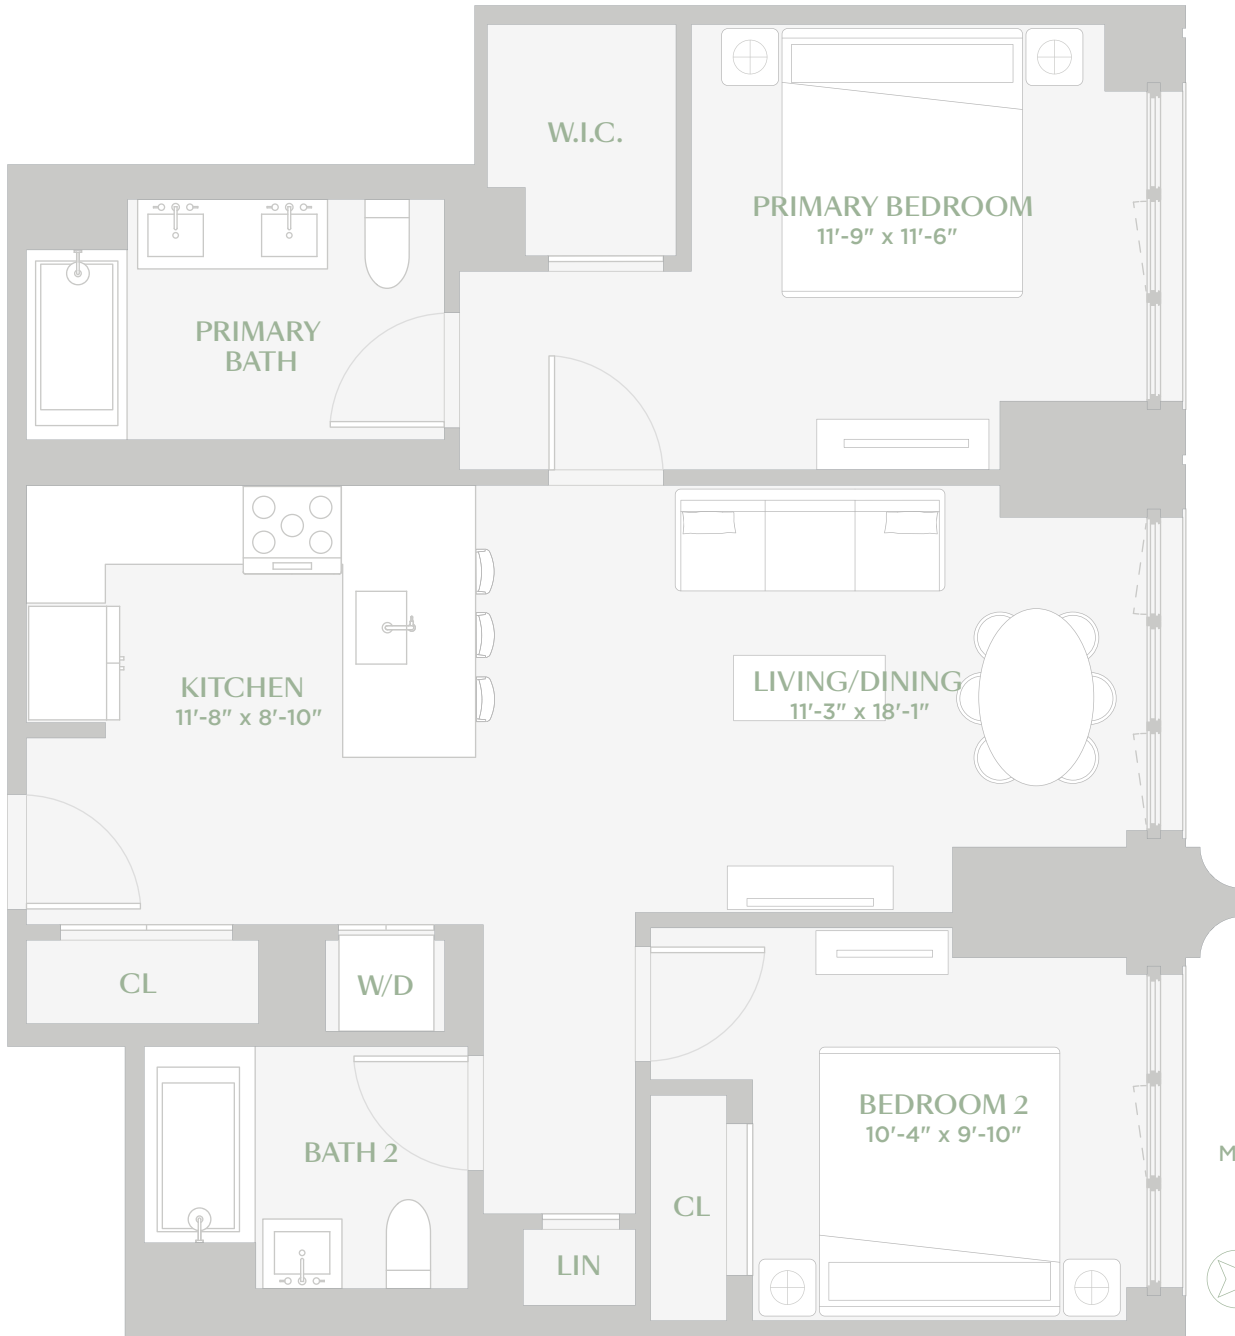 W.I.C.
PRIMARY BEDROOM
11'-9" x 11'-6"
PRIMARY
BATH
KITCHEN
11'-8" x 8'-10"
LIVING/DINING
11'-3" x 18'-1"
CL
W/D
BATH 2
BEDROOM 2
10'-4" x 9'-10"
M
CL
LIN